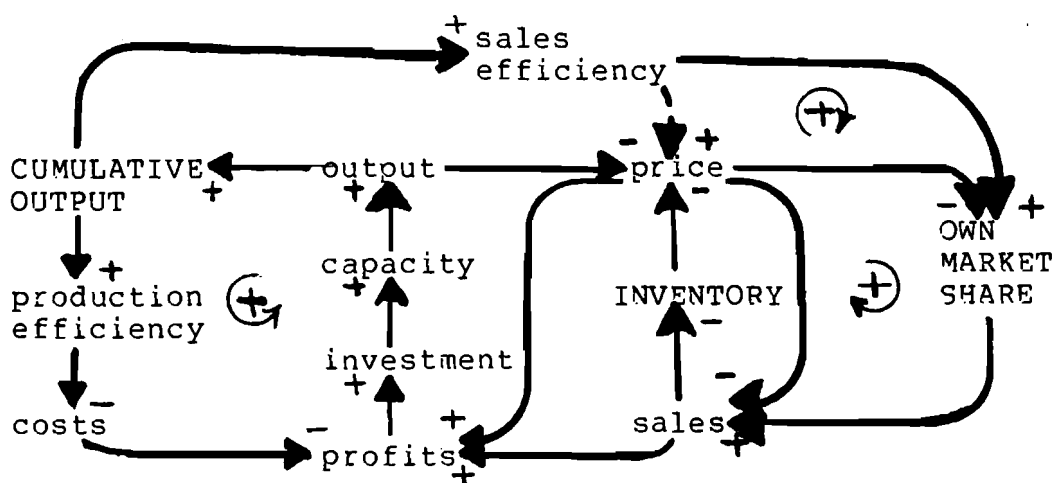 + sales
efficiency
+
- +
CUMULATIVE
OUTPUT
+
output
+
price
-
- +
OWN
MARKET
SHARE
+
production
efficiency
+
capacity
+
INVENTORY
-
+
investment
+
-
costs
-
profits
+
+
-
sales
+